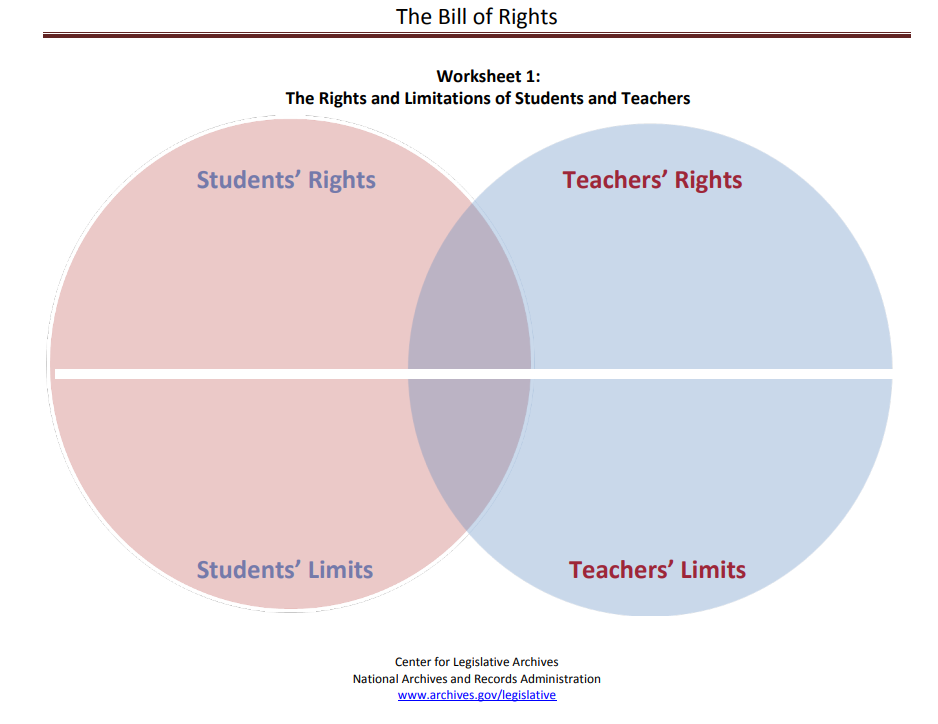 The Bill of Rights
Worksheet 1:
The Rights and Limitations of Students and Teachers
Students’ Rights
Teachers’ Rights
Students’ Limits
Teachers’ Limits
Center for Legislative Archives
National Archives and Records Administration
www.archives.gov/legislative